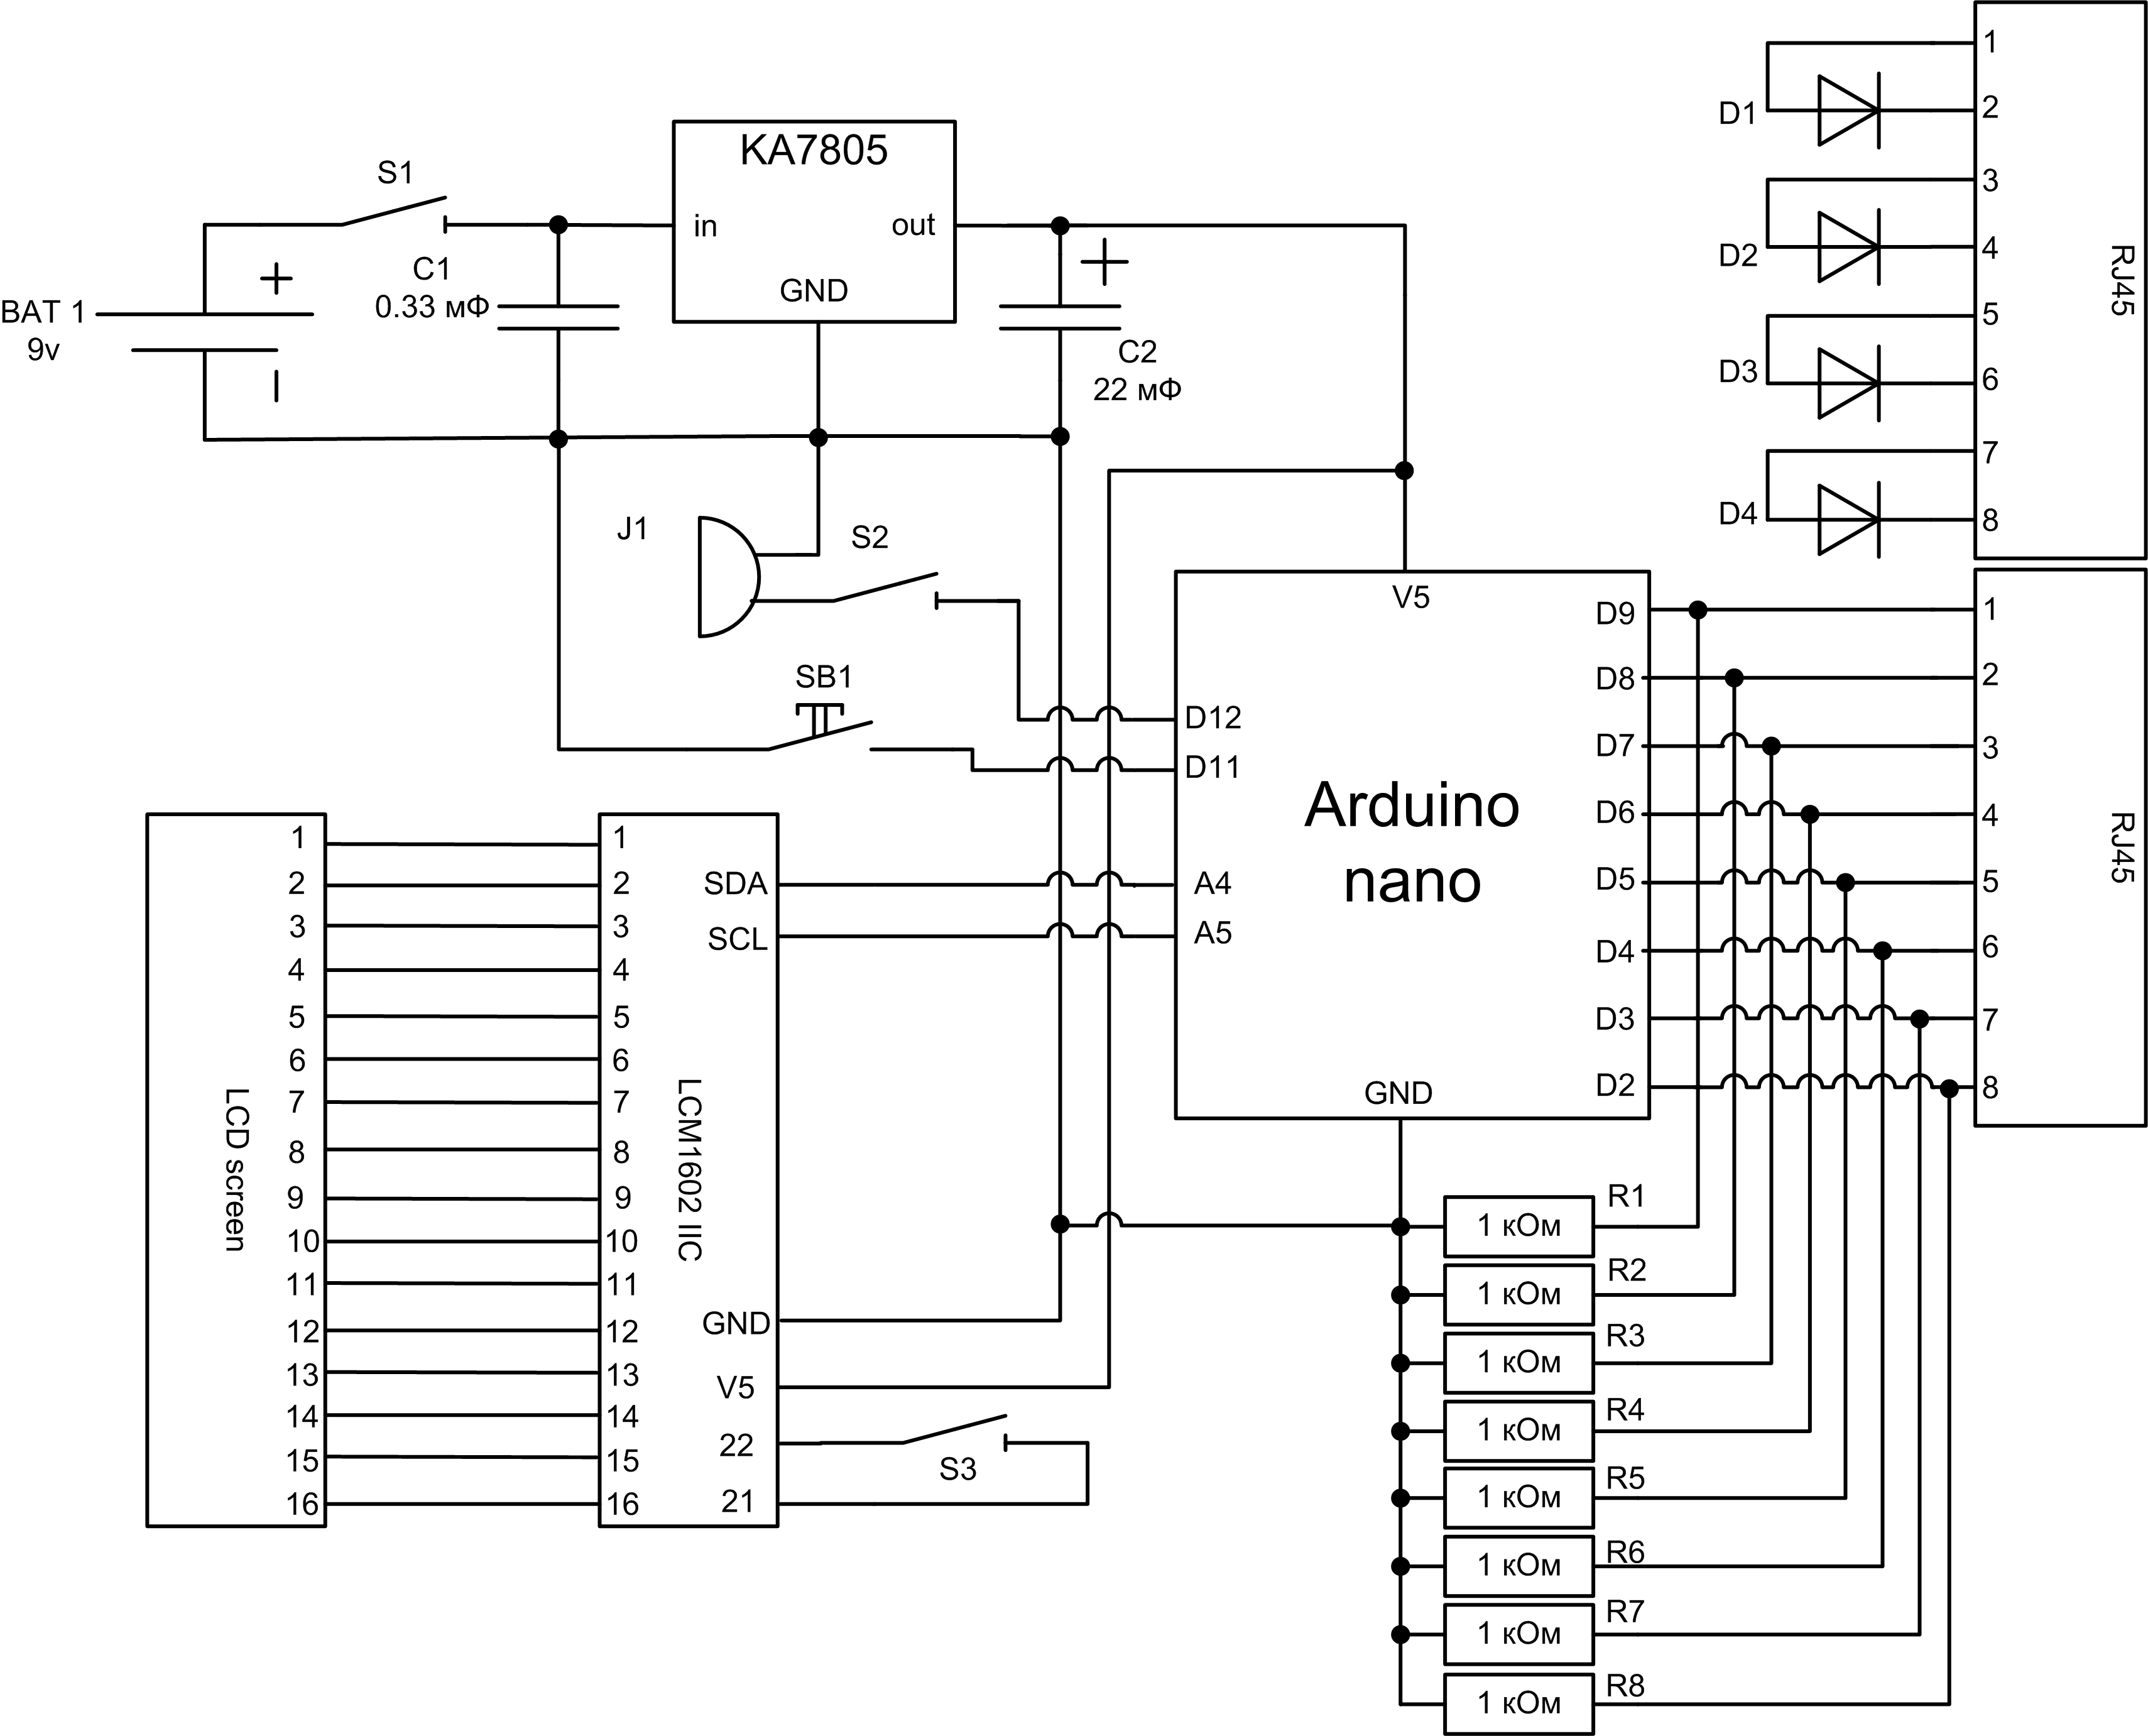 S1
+
BAT 1
9v
–
C1
0.33 мФ
KA7805
in
out
GND
+
C2
22 мФ
J1
S2
SB1
D1
D2
D3
D4
1
2
3
4
5
6
7
8
RJ45
Arduino
nano
V5
D12
D11
A4
A5
GND
D9
D8
D7
D6
D5
D4
D3
D2
1
2
3
4
5
6
7
8
RJ45
LCD screen
1
2
3
4
5
6
7
8
9
10
11
12
13
14
15
16
1
2
3
4
5
6
7
8
9
10
11
12
13
14
15
16
LCM1602 IIC
SDA
SCL
GND
V5
22
21
S3
1 кОм R1
1 кОм R2
1 кОм R3
1 кОм R4
1 кОм R5
1 кОм R6
1 кОм R7
1 кОм R8